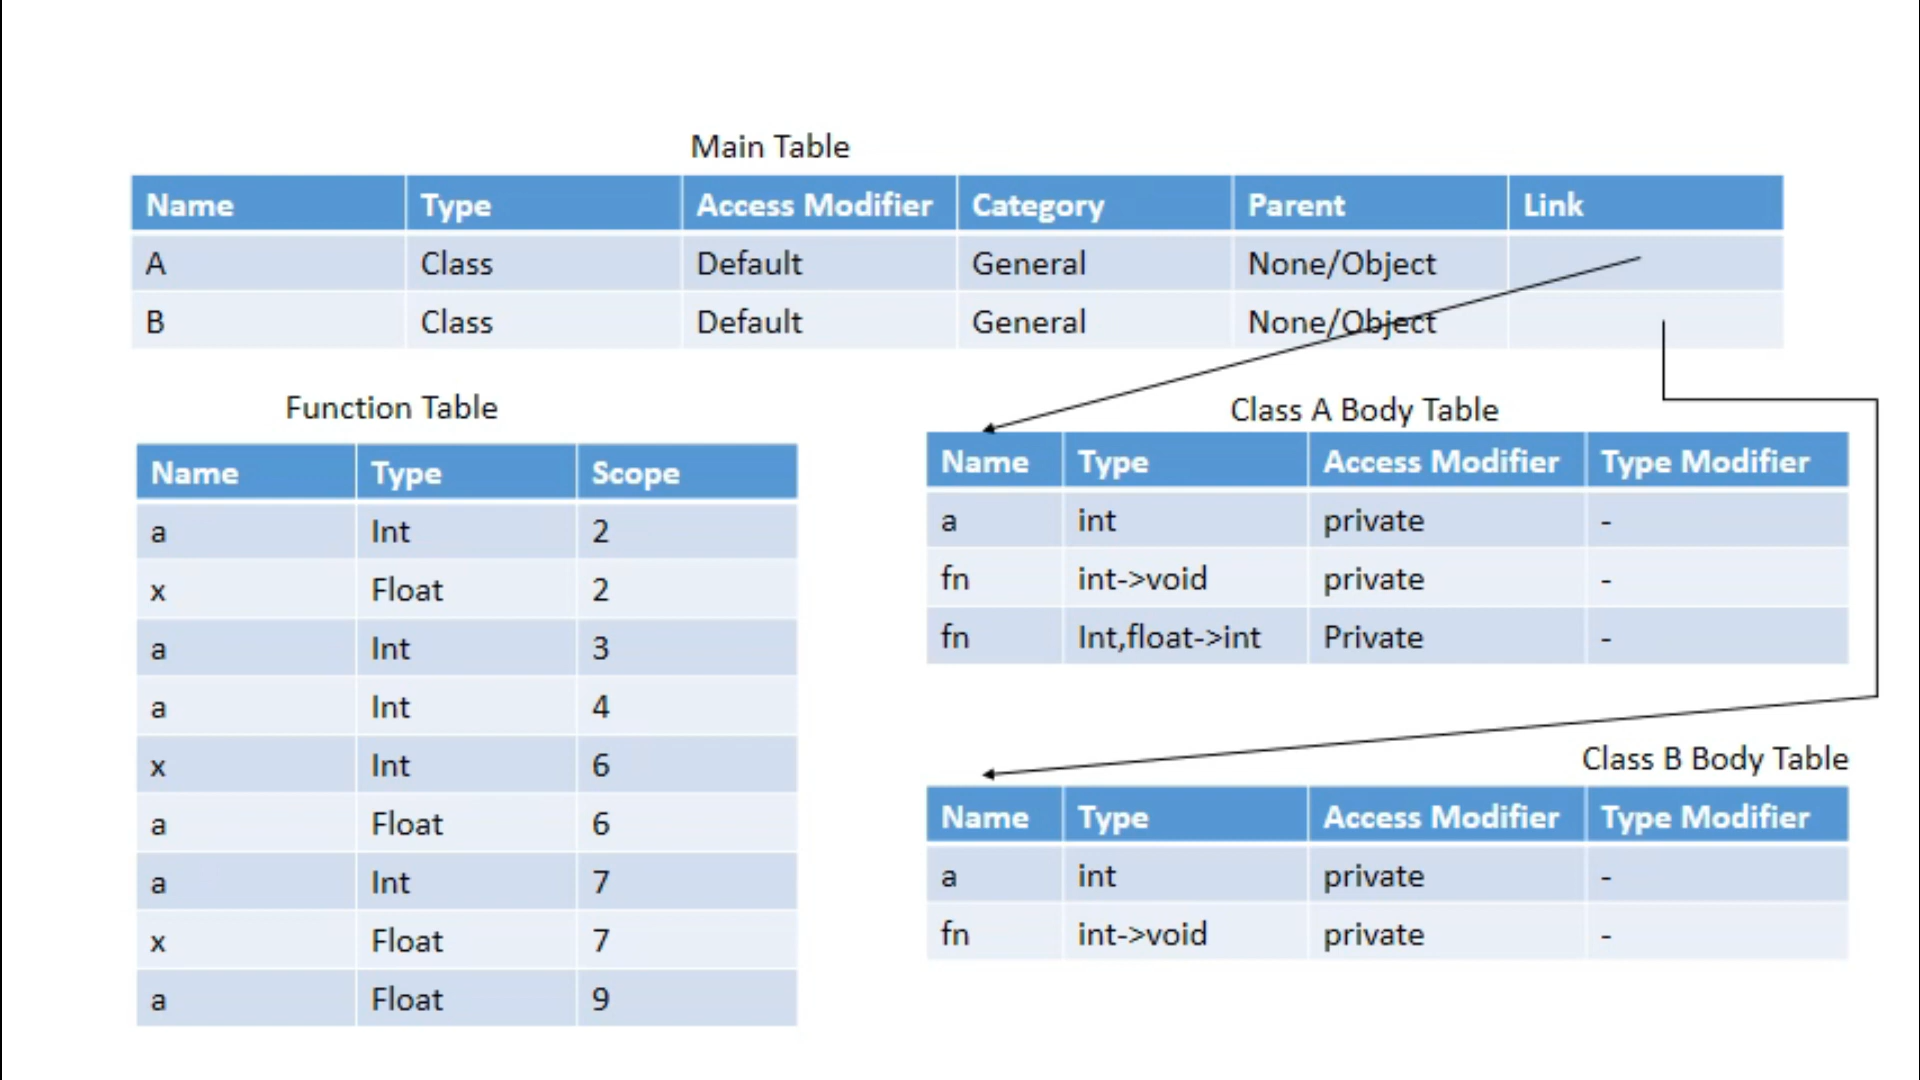 Main Table
Name Type Access Modifier Category Parent Link
A Class Default General None/Object
B Class Default General None/Object
Function Table
Name Type Scope
a Int 2
x Float 2
a Int 3
a Int 4
x Int 6
a Float 6
a Int 7
x Float 7
a Float 9
Class A Body Table
Name Type Access Modifier Type Modifier
a int private -
fn int->void private -
fn Int,float->int Private -
Class B Body Table
Name Type Access Modifier Type Modifier
a int private -
fn int->void private -